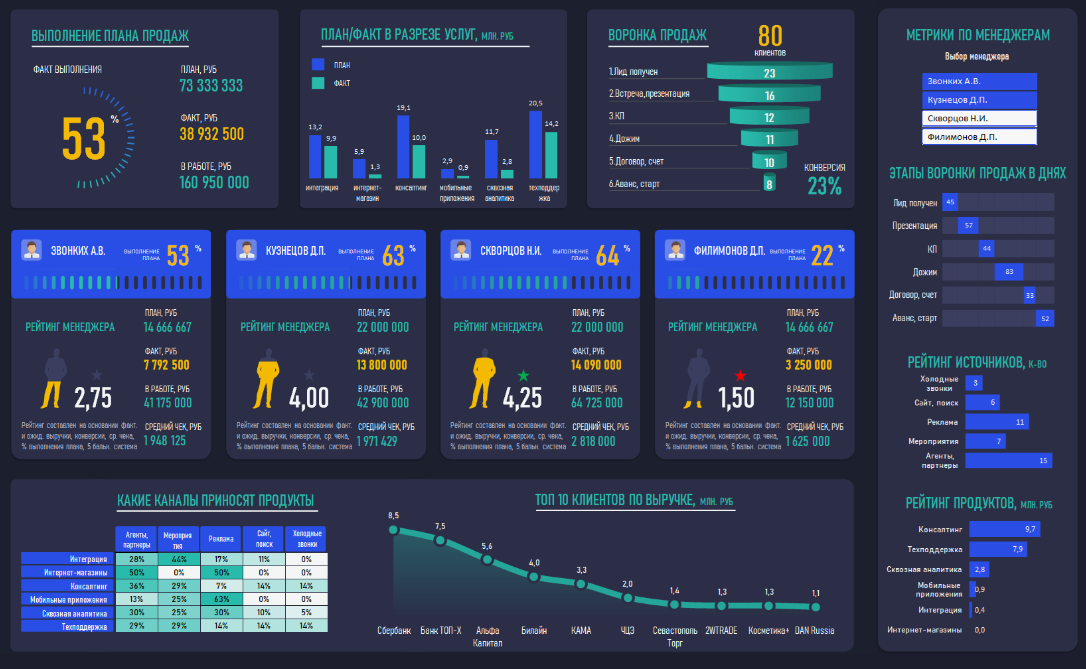 ВЫПОЛНЕНИЕ ПЛАНА ПРОДАЖ
ФАКТ ВЫПОЛНЕНИЯ
53 %
ПЛАН, РУБ
73 333 333
ФАКТ, РУБ
38 932 500
В РАБОТЕ, РУБ
160 950 000
ПЛАН/ФАКТ В РАЗРЕЗЕ УСЛУГ, МЛН. РУБ
ПЛАН
ФАКТ
13,2 9,9
5,9 1,3
19,1 10,0
2,9 0,9
11,7 2,8
20,5 14,2
интеграция
интернет-
магазин
консалтинг
мобильные
приложения
сквозная
аналитика
техподдер
жка
ВОРОНКА ПРОДАЖ
80
клиентов
1.Лид получен 23
2.Встреча,презентация 16
3.КП 12
4.Дожим 11
5.Договор, счет 10
6.Аванс, старт 8
КОНВЕРСИЯ
23%
ЗВОНКИХ А.В.
ВЫПОЛНЕНИЕ
ПЛАНА
53 %
РЕЙТИНГ МЕНЕДЖЕРА
2,75
Рейтинг составлен на основании факт.
и ожид. выручки, конверсии, ср. чека,
% выполнения плана, 5 бальн. система
ПЛАН, РУБ
14 666 667
ФАКТ, РУБ
7 792 500
В РАБОТЕ, РУБ
41 175 000
СРЕДНИЙ ЧЕК, РУБ
1 948 125
КУЗНЕЦОВ Д.П.
ВЫПОЛНЕНИЕ
ПЛАНА
63 %
РЕЙТИНГ МЕНЕДЖЕРА
4,00
Рейтинг составлен на основании факт.
и ожид. выручки, конверсии, ср. чека,
% выполнения плана, 5 бальн. система
ПЛАН, РУБ
22 000 000
ФАКТ, РУБ
13 800 000
В РАБОТЕ, РУБ
42 900 000
СРЕДНИЙ ЧЕК, РУБ
1 971 429
СКВОРЦОВ Н.И.
ВЫПОЛНЕНИЕ
ПЛАНА
64 %
РЕЙТИНГ МЕНЕДЖЕРА
4,25
Рейтинг составлен на основании факт.
и ожид. выручки, конверсии, ср. чека,
% выполнения плана, 5 бальн. система
ПЛАН, РУБ
22 000 000
ФАКТ, РУБ
14 090 000
В РАБОТЕ, РУБ
64 725 000
СРЕДНИЙ ЧЕК, РУБ
2 818 000
ФИЛИМОНОВ Д.П.
ВЫПОЛНЕНИЕ
ПЛАНА
22 %
РЕЙТИНГ МЕНЕДЖЕРА
1,50
Рейтинг составлен на основании факт.
и ожид. выручки, конверсии, ср. чека,
% выполнения плана, 5 бальн. система
ПЛАН, РУБ
14 666 667
ФАКТ, РУБ
3 250 000
В РАБОТЕ, РУБ
12 150 000
СРЕДНИЙ ЧЕК, РУБ
1 625 000
КАКИЕ КАНАЛЫ ПРИНОСЯТ ПРОДУКТЫ
Агенты,
партнеры
Мероприя
тия
Реклама
Сайт,
поиск
Холодные
звонки
Интеграция 28% 44% 17% 11% 0%
Интернет-магазины 50% 0% 50% 0% 0%
Консалтинг 36% 29% 7% 14% 14%
Мобильные приложения 13% 25% 63% 0% 0%
Сквозная аналитика 30% 25% 30% 10% 5%
Техподдержка 29% 29% 14% 14% 14%
ТОП 10 КЛИЕНТОВ ПО ВЫРУЧКЕ, МЛН. РУБ
8,5 7,5 5,6 4,0 3,3 2,0 1,4 1,3 1,3 1,1
Сбербанк
Банк ТОП-Х
Альфа
Капитал
Билайн
КАМА
ЧЦЗ
Севастополь
Торг
2WTRADE
Косметика+
DAN Russia
МЕТРИКИ ПО МЕНЕДЖЕРАМ
Выбор менеджера
Звонких А.В.
Кузнецов Д.П.
Скворцов Н.И.
Филимонов Д.П.
ЭТАПЫ ВОРОНКИ ПРОДАЖ В ДНЯХ
Лид получен 45
Презентация 57
КП 44
Дожим 83
Договор, счет 33
Аванс, старт 52
РЕЙТИНГ ИСТОЧНИКОВ, К-ВО
Холодные
звонки 3
Сайт, поиск 6
Реклама 11
Мероприятия 7
Агенты,
партнеры 15
РЕЙТИНГ ПРОДУКТОВ, МЛН. РУБ
Консалтинг 9,7
Техподдержка 7,9
Сквозная аналитика 2,8
Мобильные
приложения 0,9
Интеграция 0,4
Интернет-магазины 0,0